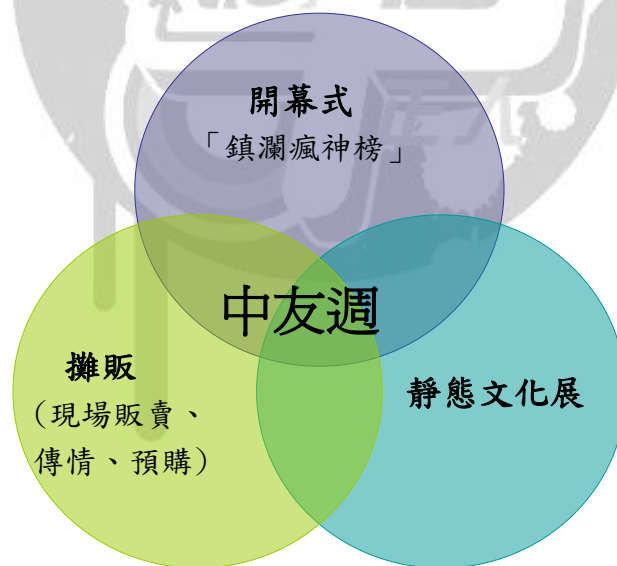 開幕式
「鎮瀾瘋神榜」
中友週
攤販
(現場販賣、
傳情、預購)
靜態文化展